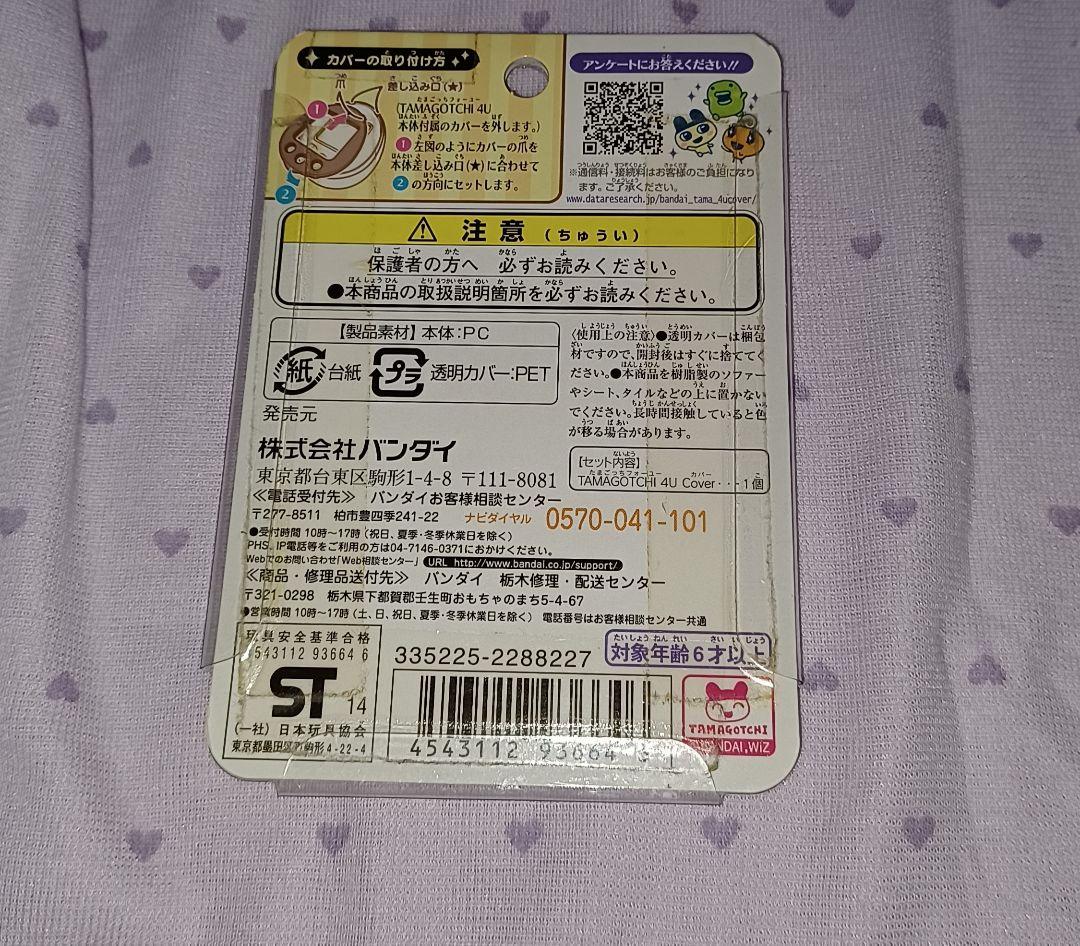 カバーの取り付け方
爪
差し込み口(★)
(TAMAGOTCHI 4U
本体付属のカバーを外します。)
1 左図のようにカバーの爪を
本体差し込み口(★)に合わせて
2 の方向にセットします。
1
2
アンケートにお答えください!!
※通信料・接続料はお客様のご負担になり
ます。ご了承ください。
www.dataresearch.jp/bandai_tama_4ucover/
注意(ちゅうい)
保護者の方へ 必ずお読みください。
●本商品の取扱説明箇所を必ずお読みください。
【製品素材】本体:PC
紙 台紙 プラ 透明カバー:PET
〈使用上の注意〉●透明カバーは梱包
材ですので、開封後はすぐに捨ててく
ださい。●本商品を樹脂製のソファー
やシート、タイルなどの上に置かない
でください。長時間接触していると色
が移る場合があります。
【セット内容】
TAMAGOTCHI 4U Cover・・・1個
発売元
株式会社バンダイ
東京都台東区駒形1-4-8 〒111-8081
≪電話受付先≫ バンダイお客様相談センター
〒277-8511 柏市豊四季241-22 ナビダイヤル 0570-041-101
●受付時間 10時〜17時(祝日、夏季・冬季休業日を除く)
PHS、IP電話等をご利用の方は04-7146-0371におかけください。
Webでのお問い合わせ「Web相談センター」 URL http://www.bandai.co.jp/support/
≪商品・修理品送付先≫ バンダイ 栃木修理・配送センター
〒321-0298 栃木県下都賀郡壬生町おもちゃのまち5-4-67
●営業時間 10時〜17時(土、日、祝日、夏季・冬季休業日を除く) 電話番号はお客様相談センター共通
玩具安全基準合格
543112 93664 6
ST 14
(一社)日本玩具協会
東京都墨田区東駒形4-22-4
335225-2288227
対象年齢6才以上
4543112 93664
TAMAGOTCHI
BANDAI,WiZ